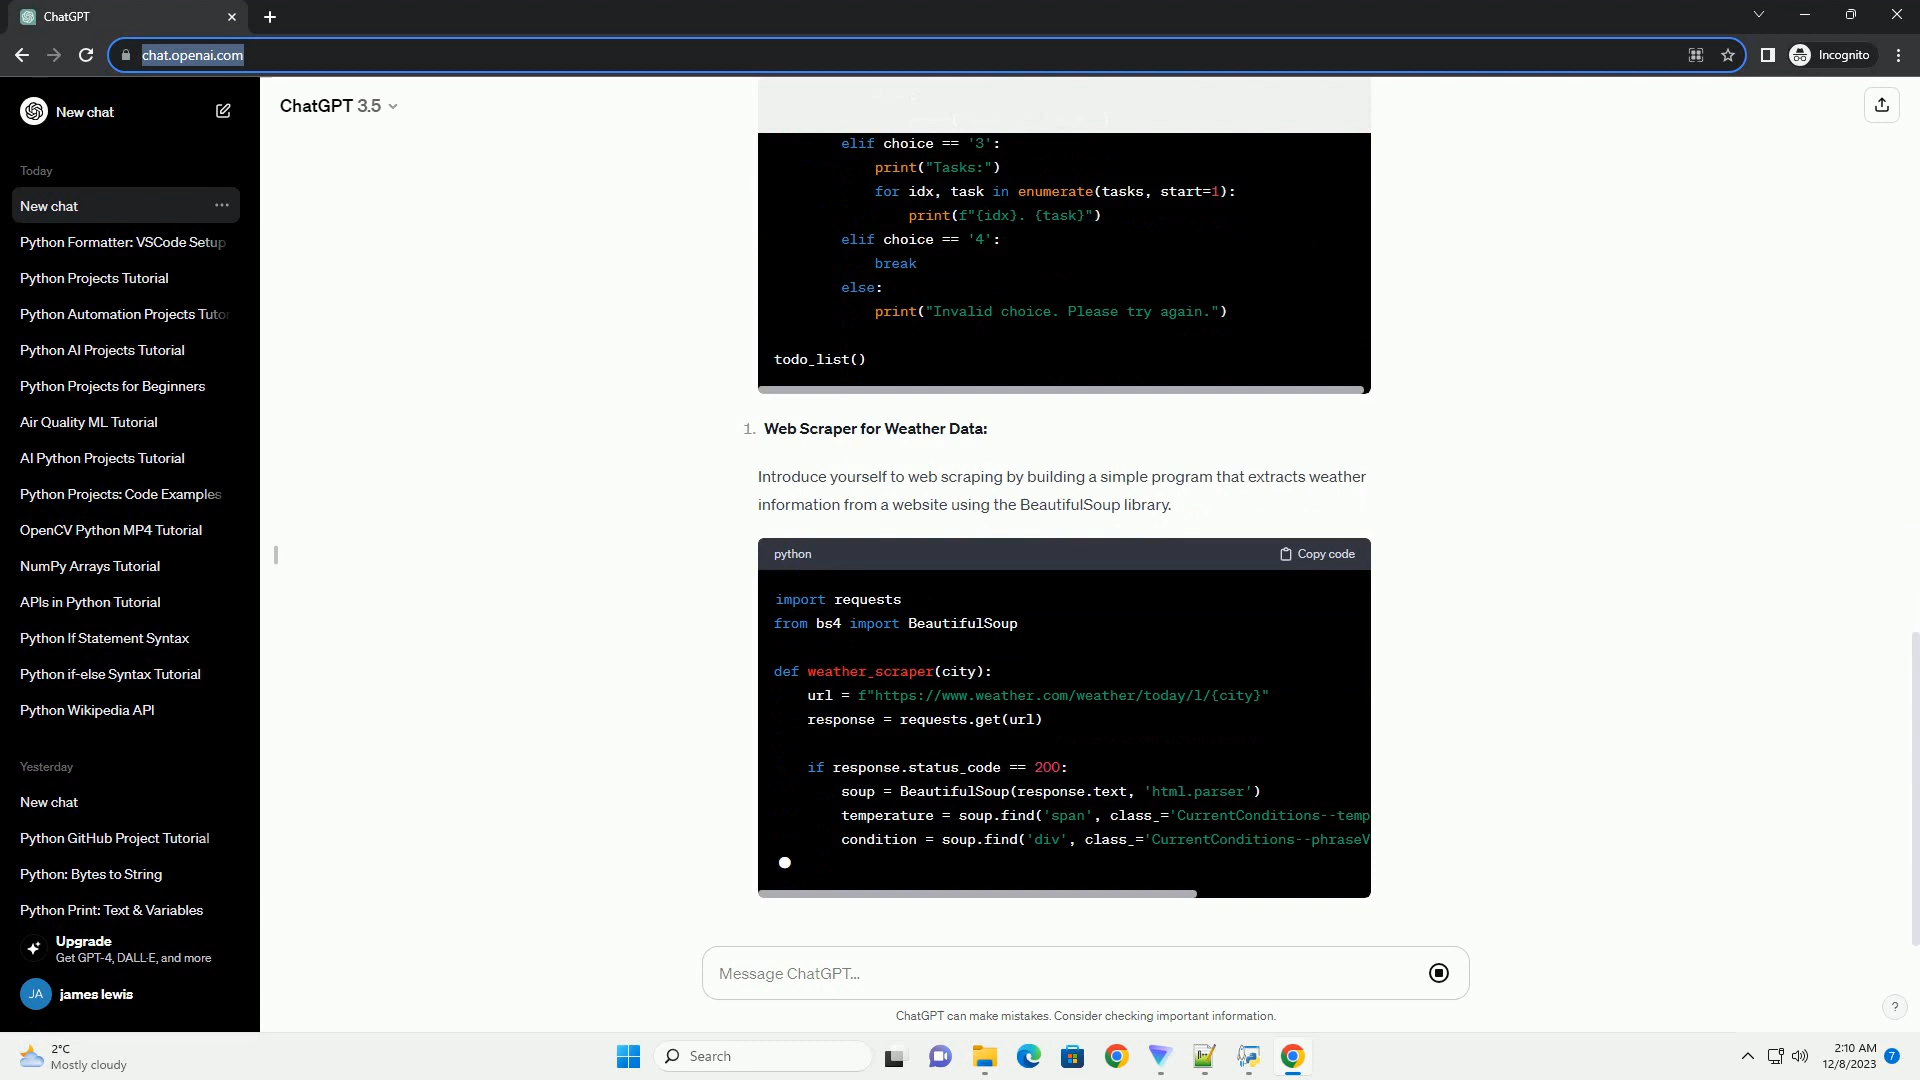 ChatGPT
chat.openai.com
Incognito
New chat
ChatGPT 3.5
Today
New chat
Python Formatter: VSCode Setup
Python Projects Tutorial
Python Automation Projects Tutor
Python AI Projects Tutorial
Python Projects for Beginners
Air Quality ML Tutorial
AI Python Projects Tutorial
Python Projects: Code Examples
OpenCV Python MP4 Tutorial
NumPy Arrays Tutorial
APIs in Python Tutorial
Python If Statement Syntax
Python if-else Syntax Tutorial
Python Wikipedia API
Yesterday
New chat
Python GitHub Project Tutorial
Python: Bytes to String
Python Print: Text & Variables
Upgrade
Get GPT-4, DALL·E, and more
JA james lewis
elif choice == '3':
print("Tasks:")
for idx, task in enumerate(tasks, start=1):
print(f"{idx}. {task}")
elif choice == '4':
break
else:
print("Invalid choice. Please try again.")
todo_list()
1. Web Scraper for Weather Data:
Introduce yourself to web scraping by building a simple program that extracts weather
information from a website using the BeautifulSoup library.
python Copy code
import requests
from bs4 import BeautifulSoup
def weather_scraper(city):
url = f"https://www.weather.com/weather/today/l/{city}"
response = requests.get(url)
if response.status_code == 200:
soup = BeautifulSoup(response.text, 'html.parser')
temperature = soup.find('span', class_='CurrentConditions--temp
condition = soup.find('div', class_='CurrentConditions--phraseV
Message ChatGPT...
ChatGPT can make mistakes. Consider checking important information.
?
2°C
Mostly cloudy
Search
2:10 AM
12/8/2023
7